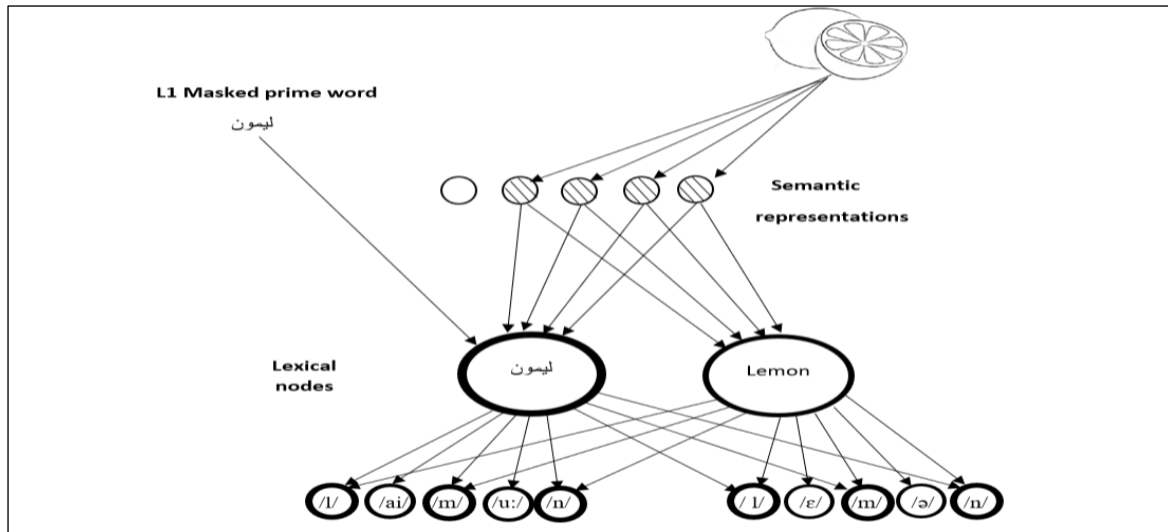 L1 Masked prime word
ليمون
Semantic
representations
Lexical
nodes
ليمون
Lemon
/l/ /ai/ /m/ /u:/ /n/ / l/ /ɛ/ /m/ /ə/ /n/